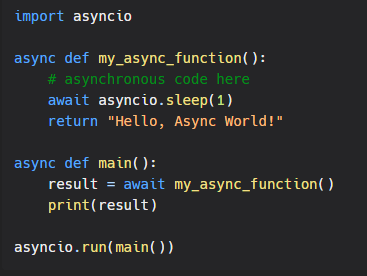 import asyncio

async def my_async_function():
    # asynchronous code here
    await asyncio.sleep(1)
    return "Hello, Async World!"

async def main():
    result = await my_async_function()
    print(result)

asyncio.run(main())